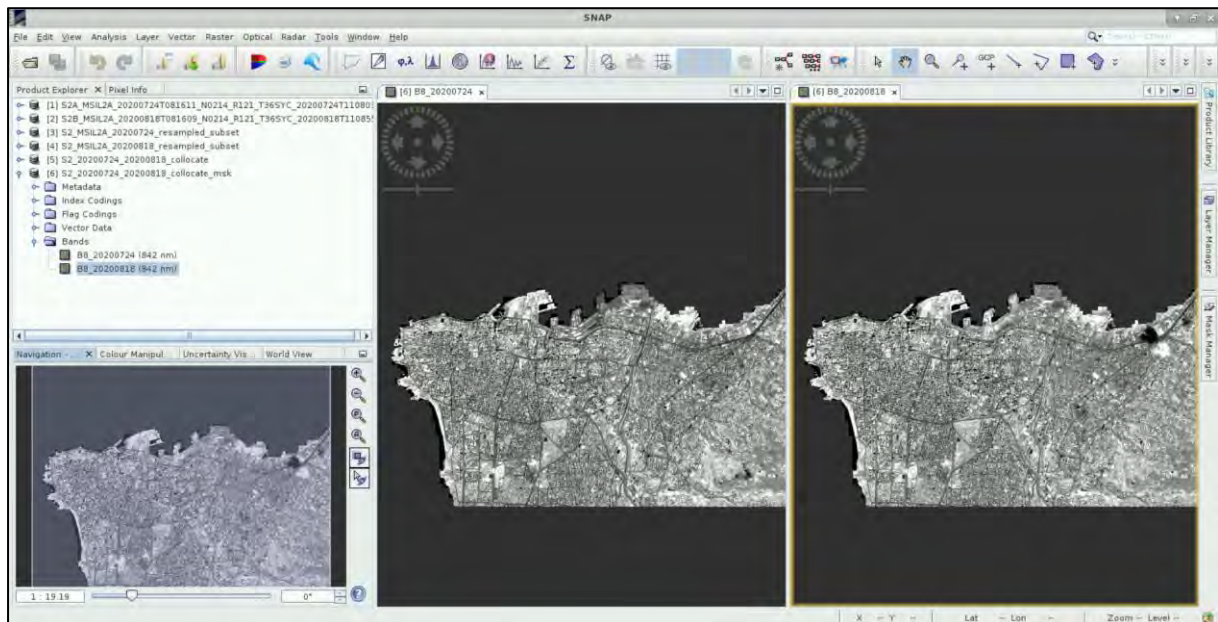 SNAP
File Edit View Analysis Layer Vector Raster Optical Radar Tools Window Help
Product Explorer X Pixel Info
[1] S2A_MSIL2A_20200724T081611_N0214_R121_T36SYC_20200724T11080
[2] S2B_MSIL2A_20200818T081609_N0214_R121_T36SYC_20200818T11085
[3] S2_MSIL2A_20200724_resampled_subset
[4] S2_MSIL2A_20200818_resampled_subset
[5] S2_20200724_20200818_collocate
[6] S2_20200724_20200818_collocate_msk
Metadata
Index Codings
Flag Codings
Vector Data
Bands
B8_20200724 (842 nm)
B8_20200818 (842 nm)
[6] B8_20200724
[6] B8_20200818
Product Library
Layer Manager
Mask Manager
Navigation - ... X Colour Manipul... Uncertainty Vis... World View
1 : 19.19
0°
X -- Y -- Lat -- Lon -- Zoom -- Level --